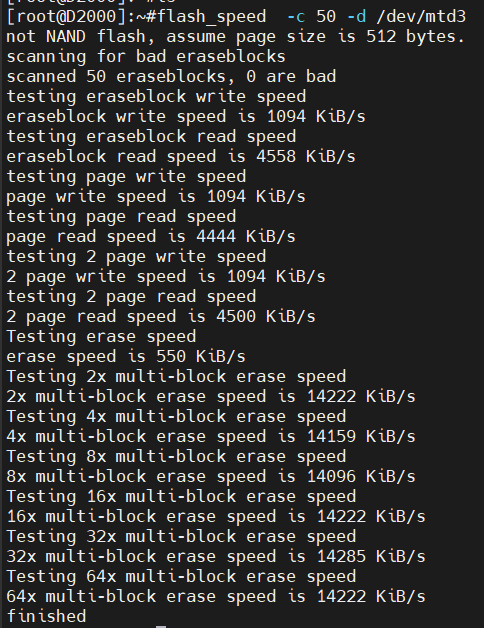 [root@D2000]:~#flash_speed  -c 50 -d /dev/mtd3
not NAND flash, assume page size is 512 bytes.
scanning for bad eraseblocks
scanned 50 eraseblocks, 0 are bad
testing eraseblock write speed
eraseblock write speed is 1094 KiB/s
testing eraseblock read speed
eraseblock read speed is 4558 KiB/s
testing page write speed
page write speed is 1094 KiB/s
testing page read speed
page read speed is 4444 KiB/s
testing 2 page write speed
2 page write speed is 1094 KiB/s
testing 2 page read speed
2 page read speed is 4500 KiB/s
Testing erase speed
erase speed is 550 KiB/s
Testing 2x multi-block erase speed
2x multi-block erase speed is 14222 KiB/s
Testing 4x multi-block erase speed
4x multi-block erase speed is 14159 KiB/s
Testing 8x multi-block erase speed
8x multi-block erase speed is 14096 KiB/s
Testing 16x multi-block erase speed
16x multi-block erase speed is 14222 KiB/s
Testing 32x multi-block erase speed
32x multi-block erase speed is 14285 KiB/s
Testing 64x multi-block erase speed
64x multi-block erase speed is 14222 KiB/s
finished